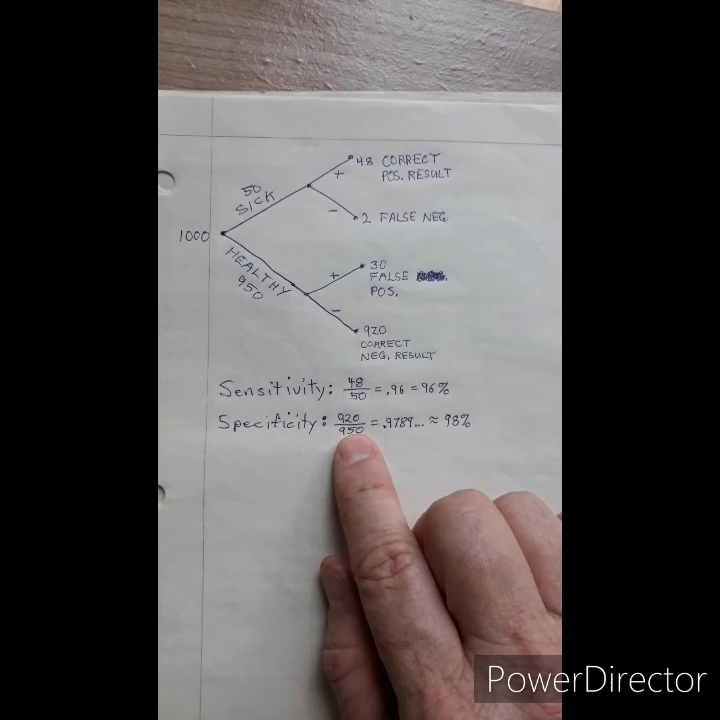 48 CORRECT
POS. RESULT
50
SICK
+
-
2 FALSE NEG.
1000
HEALTHY
950
+
-
30
FALSE
POS.
920
CORRECT
NEG. RESULT
Sensitivity: 48/50 = .96 = 96%
Specificity: 920/950 = .9789... ≈ 98%
PowerDirector